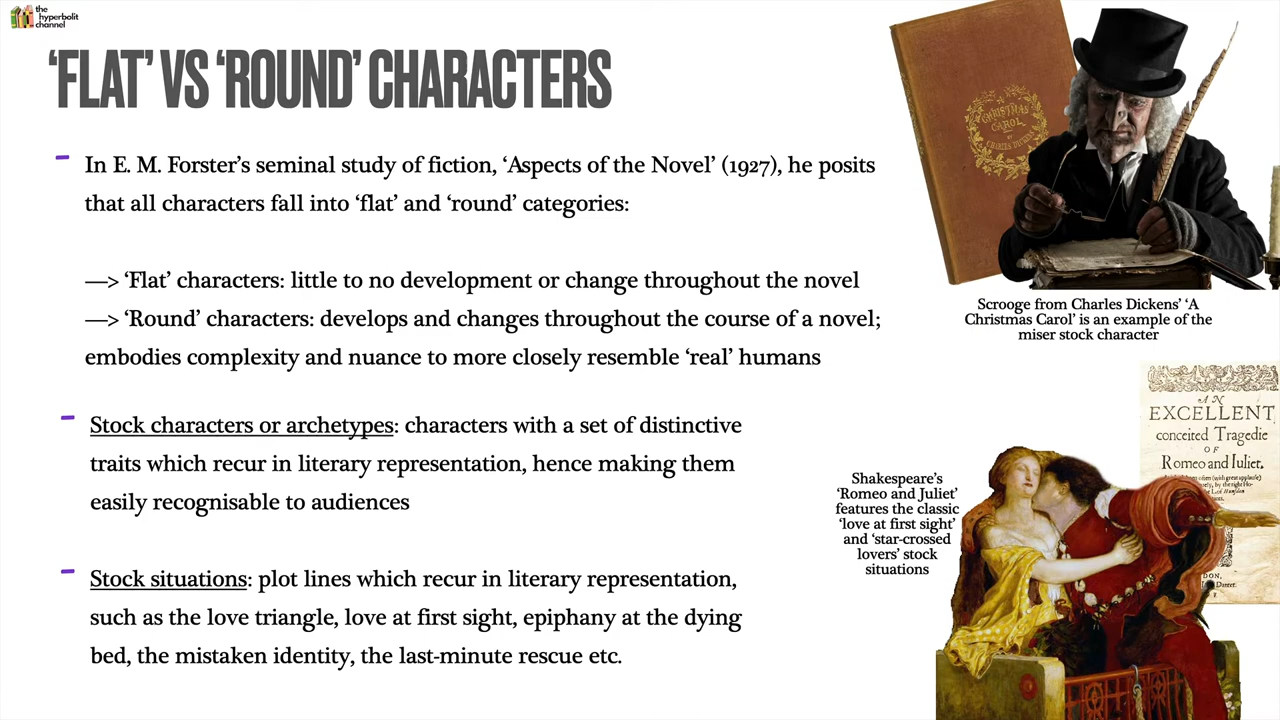 the
hyperbolit
channel
‘FLAT’ VS ‘ROUND’ CHARACTERS
In E. M. Forster’s seminal study of fiction, ‘Aspects of the Novel’ (1927), he posits
that all characters fall into ‘flat’ and ‘round’ categories:
—> ‘Flat’ characters: little to no development or change throughout the novel
—> ‘Round’ characters: develops and changes throughout the course of a novel;
embodies complexity and nuance to more closely resemble ‘real’ humans
Stock characters or archetypes: characters with a set of distinctive
traits which recur in literary representation, hence making them
easily recognisable to audiences
Stock situations: plot lines which recur in literary representation,
such as the love triangle, love at first sight, epiphany at the dying
bed, the mistaken identity, the last-minute rescue etc.
A
CHRISTMAS
CAROL
BY
CHARLES DICKENS
Scrooge from Charles Dickens’ ‘A
Christmas Carol’ is an example of the
miser stock character
Shakespeare’s
‘Romeo and Juliet’
features the classic
‘love at first sight’
and ‘star-crossed
lovers’ stock
situations
AN
EXCELLENT
conceited Tragedie
OF
Romeo and Iuliet.
often (with great applause)